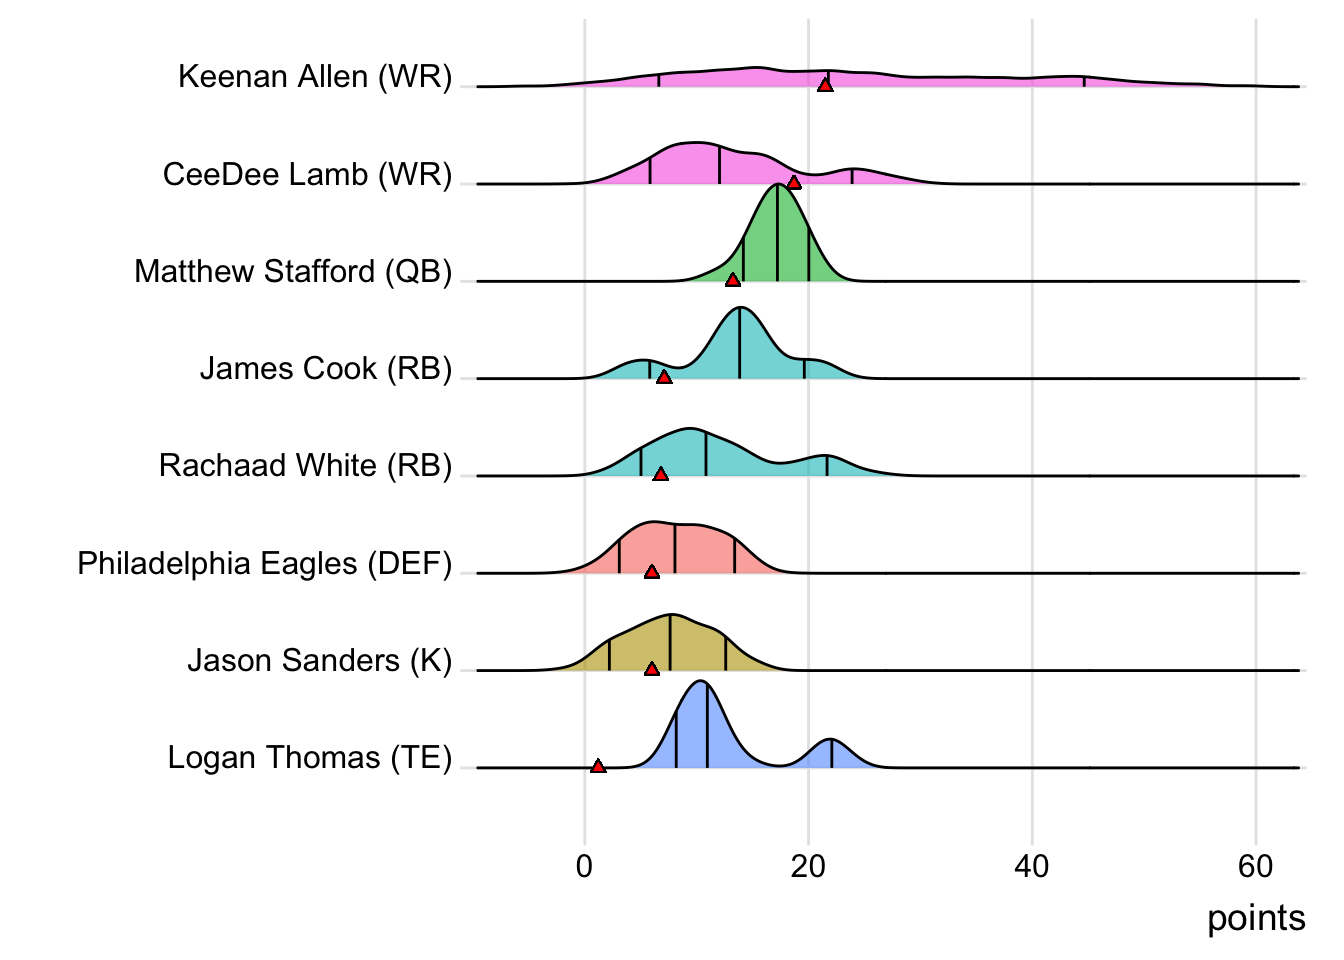 Keenan Allen (WR)
CeeDee Lamb (WR)
Matthew Stafford (QB)
James Cook (RB)
Rachaad White (RB)
Philadelphia Eagles (DEF)
Jason Sanders (K)
Logan Thomas (TE)
0 20 40 60
points